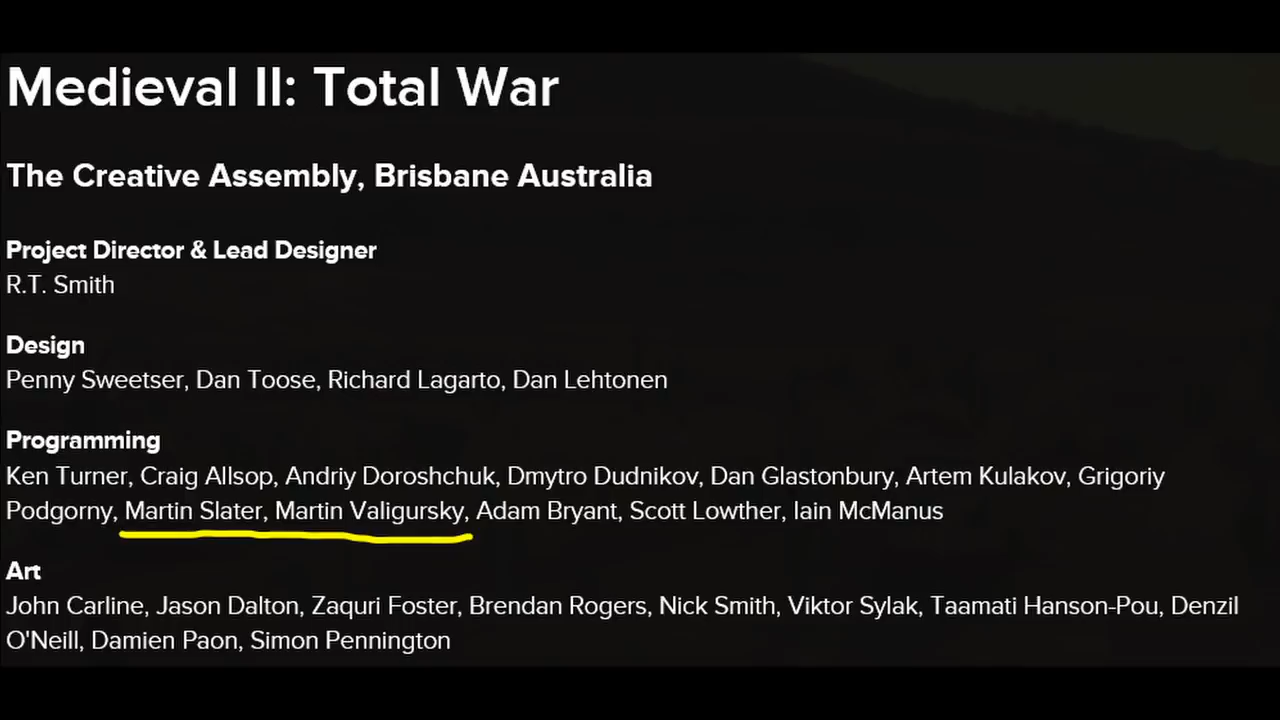 Medieval II: Total War
The Creative Assembly, Brisbane Australia
Project Director & Lead Designer
R.T. Smith
Design
Penny Sweetser, Dan Toose, Richard Lagarto, Dan Lehtonen
Programming
Ken Turner, Craig Allsop, Andriy Doroshchuk, Dmytro Dudnikov, Dan Glastonbury, Artem Kulakov, Grigoriy
Podgorny, Martin Slater, Martin Valigursky, Adam Bryant, Scott Lowther, Iain McManus
Art
John Carline, Jason Dalton, Zaquri Foster, Brendan Rogers, Nick Smith, Viktor Sylak, Taamati Hanson-Pou, Denzil
O'Neill, Damien Paon, Simon Pennington